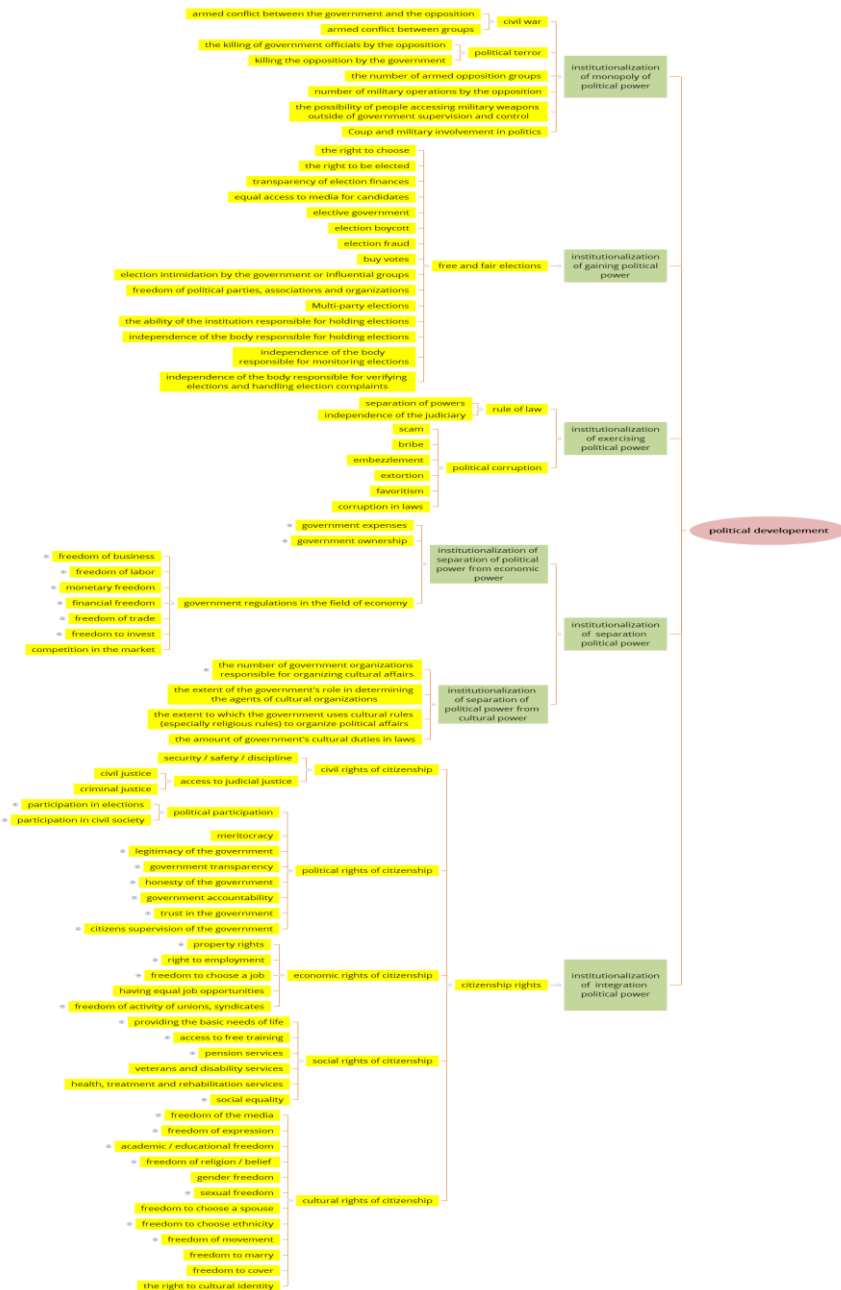 armed conflict between the government and the opposition
armed conflict between groups
civil war
the killing of government officials by the opposition
killing the opposition by the government
political terror
the number of armed opposition groups
number of military operations by the opposition
the possibility of people accessing military weapons
outside of government supervision and control
Coup and military involvement in politics
institutionalization
of monopoly of
political power
the right to choose
the right to be elected
transparency of election finances
equal access to media for candidates
elective government
election boycott
election fraud
buy votes
election intimidation by the government or influential groups
freedom of political parties, associations and organizations
Multi-party elections
the ability of the institution responsible for holding elections
independence of the body responsible for holding elections
independence of the body
responsible for monitoring elections
independence of the body responsible for verifying
elections and handling election complaints
free and fair elections
institutionalization
of gaining political
power
separation of powers
independence of the judiciary
rule of law
scam
bribe
embezzlement
extortion
favoritism
corruption in laws
political corruption
institutionalization
of exercising
political power
political developement
government expenses
government ownership
freedom of business
freedom of labor
monetary freedom
financial freedom
freedom of trade
freedom to invest
competition in the market
government regulations in the field of economy
institutionalization of
separation of political
power from economic
power
the number of government organizations
responsible for organizing cultural affairs
the extent of the government's role in determining
the agents of cultural organizations
the extent to which the government uses cultural rules
(especially religious rules) to organize political affairs
the amount of government's cultural duties in laws
institutionalization
of separation of
political power from
cultural power
institutionalization
of separation
political power
security / safety / discipline
civil justice
criminal justice
access to judicial justice
civil rights of citizenship
participation in elections
participation in civil society
political participation
meritocracy
legitimacy of the government
government transparency
honesty of the government
government accountability
trust in the government
citizens supervision of the government
political rights of citizenship
property rights
right to employment
freedom to choose a job
having equal job opportunities
freedom of activity of unions, syndicates
economic rights of citizenship
providing the basic needs of life
access to free training
pension services
veterans and disability services
health, treatment and rehabilitation services
social equality
social rights of citizenship
freedom of the media
freedom of expression
academic / educational freedom
freedom of religion / belief
gender freedom
sexual freedom
freedom to choose a spouse
freedom to choose ethnicity
freedom of movement
freedom to marry
freedom to cover
the right to cultural identity
cultural rights of citizenship
citizenship rights
institutionalization
of integration
political power